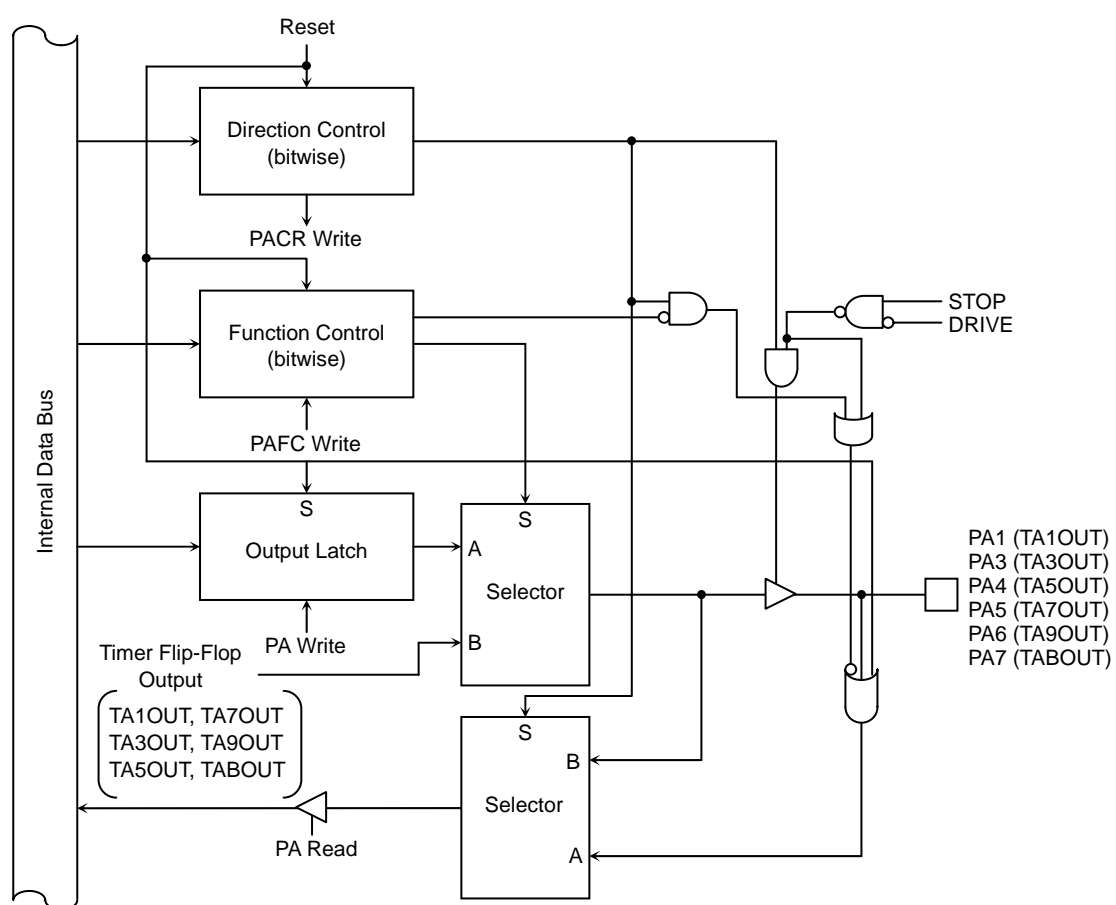 Reset
Direction Control
(bitwise)
PACR Write
Function Control
(bitwise)
STOP
DRIVE
PAFC Write
Internal Data Bus
S
Output Latch
PA Write
S
A
Selector
B
PA1 (TA1OUT)
PA3 (TA3OUT)
PA4 (TA5OUT)
PA5 (TA7OUT)
PA6 (TA9OUT)
PA7 (TABOUT)
Timer Flip-Flop
Output
TA1OUT, TA7OUT
TA3OUT, TA9OUT
TA5OUT, TABOUT
S
B
Selector
A
PA Read